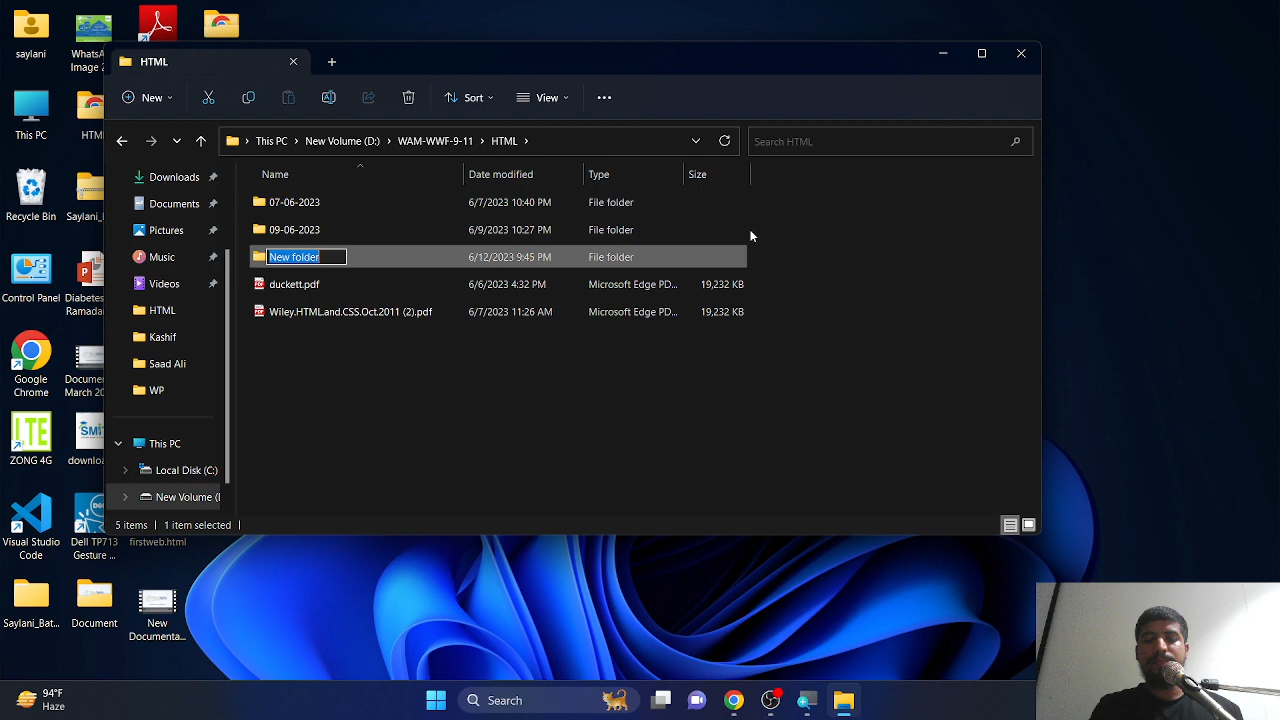 saylani
WhatsA
Image 2
HTML
New
Sort
View
This PC
New Volume (D:)
WAM-WWF-9-11
HTML
Search HTML
This PC
HTM
Recycle Bin
Saylani_
Control Panel
Diabetes
Ramada
Google
Chrome
Docume
March 20
ZONG 4G
downlo
Visual Studio
Code
Dell TP713
Gesture ...
firstweb.html
Saylani_Bat...
Document
New
Documenta...
Downloads
Documents
Pictures
Music
Videos
HTML
Kashif
Saad Ali
WP
This PC
Local Disk (C:)
New Volume (
Name
Date modified
Type
Size
07-06-2023
6/7/2023 10:40 PM
File folder
09-06-2023
6/9/2023 10:27 PM
File folder
New folder
6/12/2023 9:45 PM
File folder
duckett.pdf
6/6/2023 4:32 PM
Microsoft Edge PD...
19,232 KB
Wiley.HTML.and.CSS.Oct.2011 (2).pdf
6/7/2023 11:26 AM
Microsoft Edge PD...
19,232 KB
5 items
1 item selected
94°F
Haze
Search